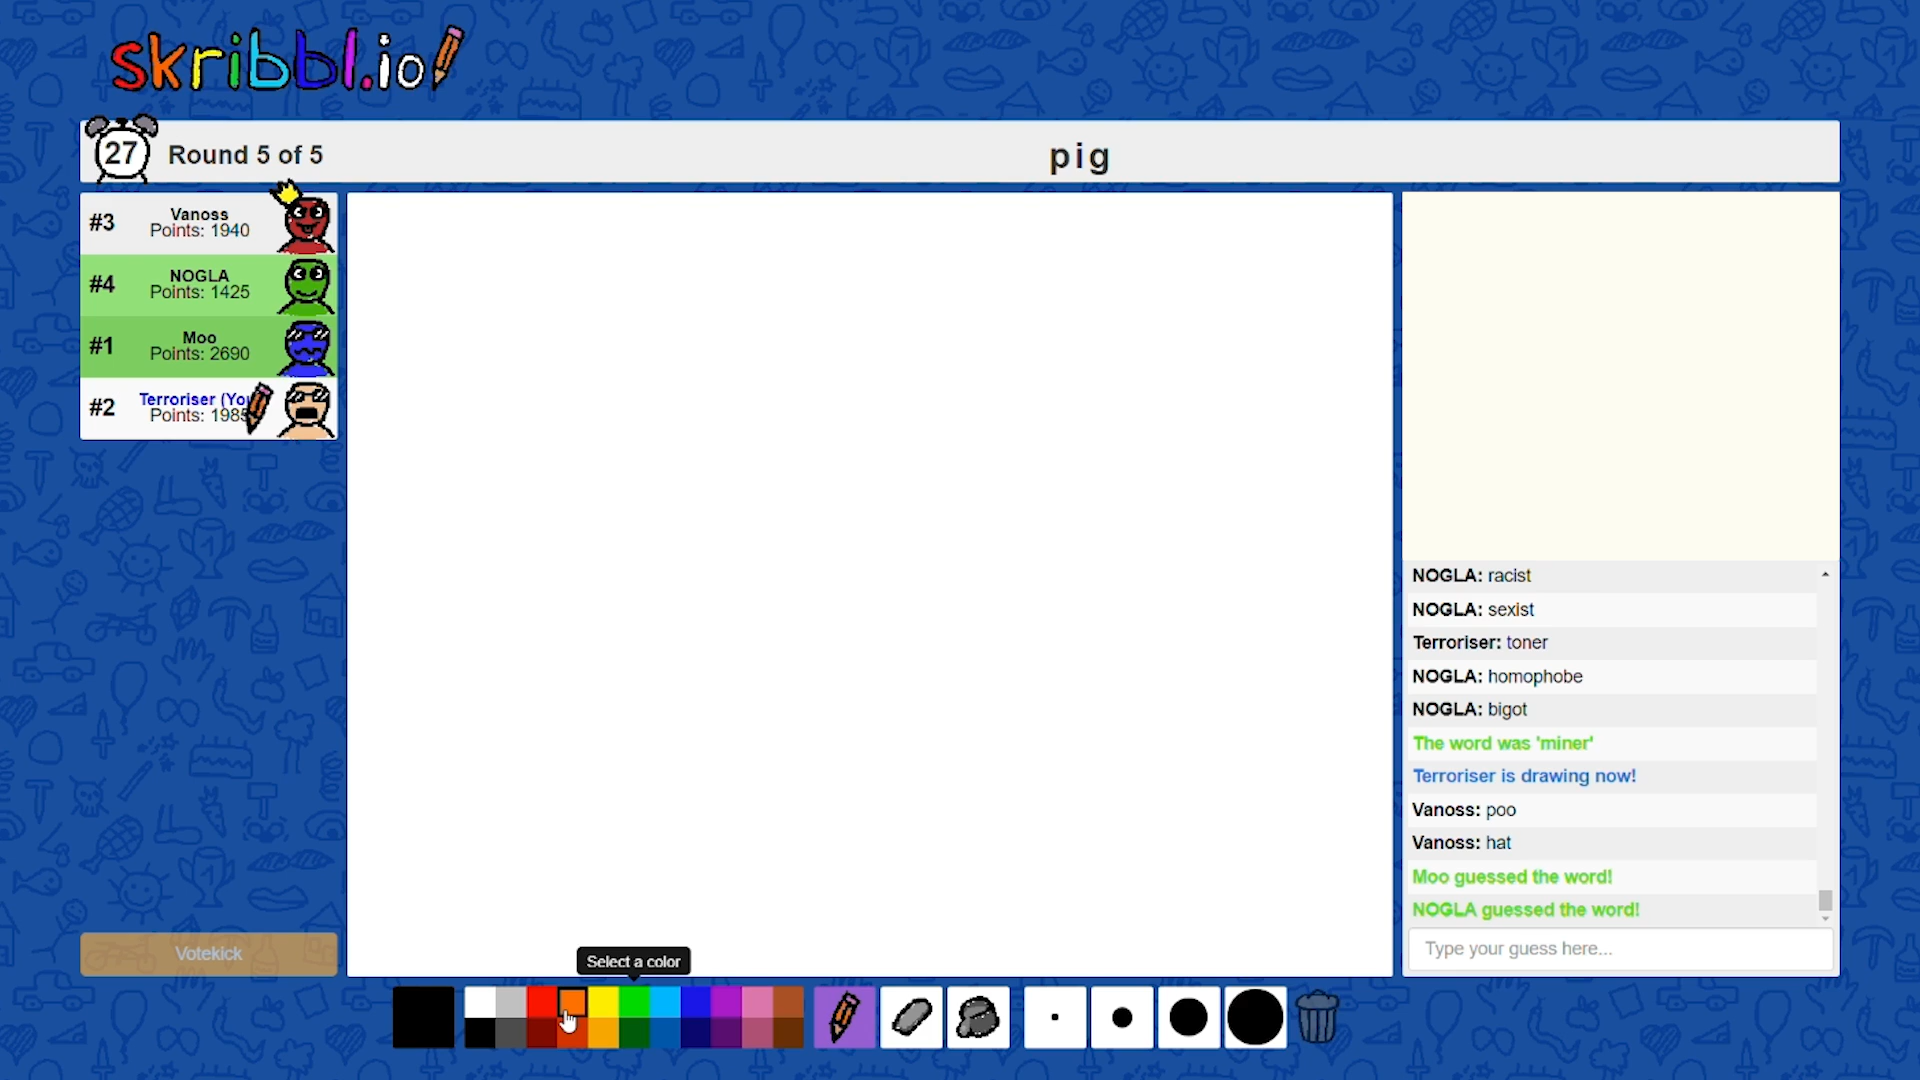 skribbl.io
27 Round 5 of 5
pig
#3 Vanoss
Points: 1940
#4 NOGLA
Points: 1425
#1 Moo
Points: 2690
#2 Terroriser (You
Points: 1985
NOGLA: racist
NOGLA: sexist
Terroriser: toner
NOGLA: homophobe
NOGLA: bigot
The word was 'miner'
Terroriser is drawing now!
Vanoss: poo
Vanoss: hat
Moo guessed the word!
NOGLA guessed the word!
Type your guess here...
Votekick
Select a color